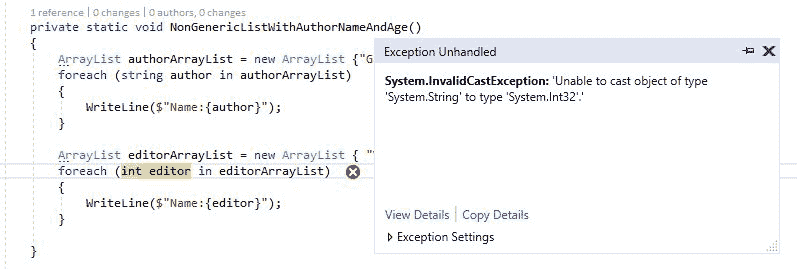 1 reference | 0 changes | 0 authors, 0 changes
private static void NonGenericListWithAuthorNameAndAge()
{
ArrayList authorArrayList = new ArrayList {"G
foreach (string author in authorArrayList)
{
WriteLine($"Name:{author}");
}
ArrayList editorArrayList = new ArrayList { "
foreach (int editor in editorArrayList)
{
WriteLine($"Name:{editor}");
}
}
Exception Unhandled
System.InvalidCastException: 'Unable to cast object of type
'System.String' to type 'System.Int32'.'
View Details | Copy Details
Exception Settings